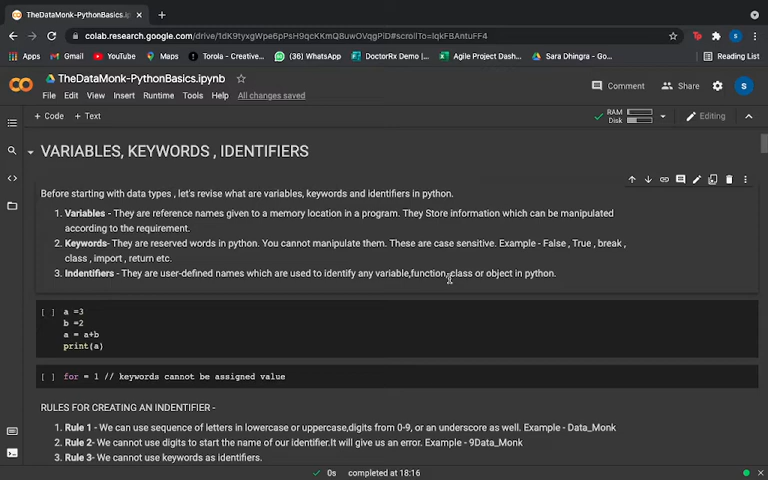 TheDataMonk-PythonBasics.ipynb
colab.research.google.com/drive/1dK9tyxgWpe6pPsH9qcKKmQ8uwOVqgPlD#scrollTo=lqkFBAntuFF4
Apps Gmail YouTube Maps Torola - Creative... (36) WhatsApp DoctorRx Demo |... Agile Project Dash... Sara Dhingra - Go... Reading List
TheDataMonk-PythonBasics.ipynb
File Edit View Insert Runtime Tools Help All changes saved
Comment Share S
+ Code + Text
RAM
Disk
Editing
VARIABLES, KEYWORDS , IDENTIFIERS
Before starting with data types , let's revise what are variables, keywords and identifiers in python.
1. Variables - They are reference names given to a memory location in a program. They Store information which can be manipulated
according to the requirement.
2. Keywords- They are reserved words in python. You cannot manipulate them. These are case sensitive. Example - False , True , break ,
class , import , return etc.
3. Indentifiers - They are user-defined names which are used to identify any variable,function,class or object in python.
[ ] a =3
b =2
a = a+b
print(a)
[ ] for = 1 // keywords cannot be assigned value
RULES FOR CREATING AN INDENTIFIER -
1. Rule 1 - We can use sequence of letters in lowercase or uppercase,digits from 0-9, or an underscore as well. Example - Data_Monk
2. Rule 2- We cannot use digits to start the name of our identifier.It will give us an error. Example - 9Data_Monk
3. Rule 3- We cannot use keywords as identifiers.
0s completed at 18:16